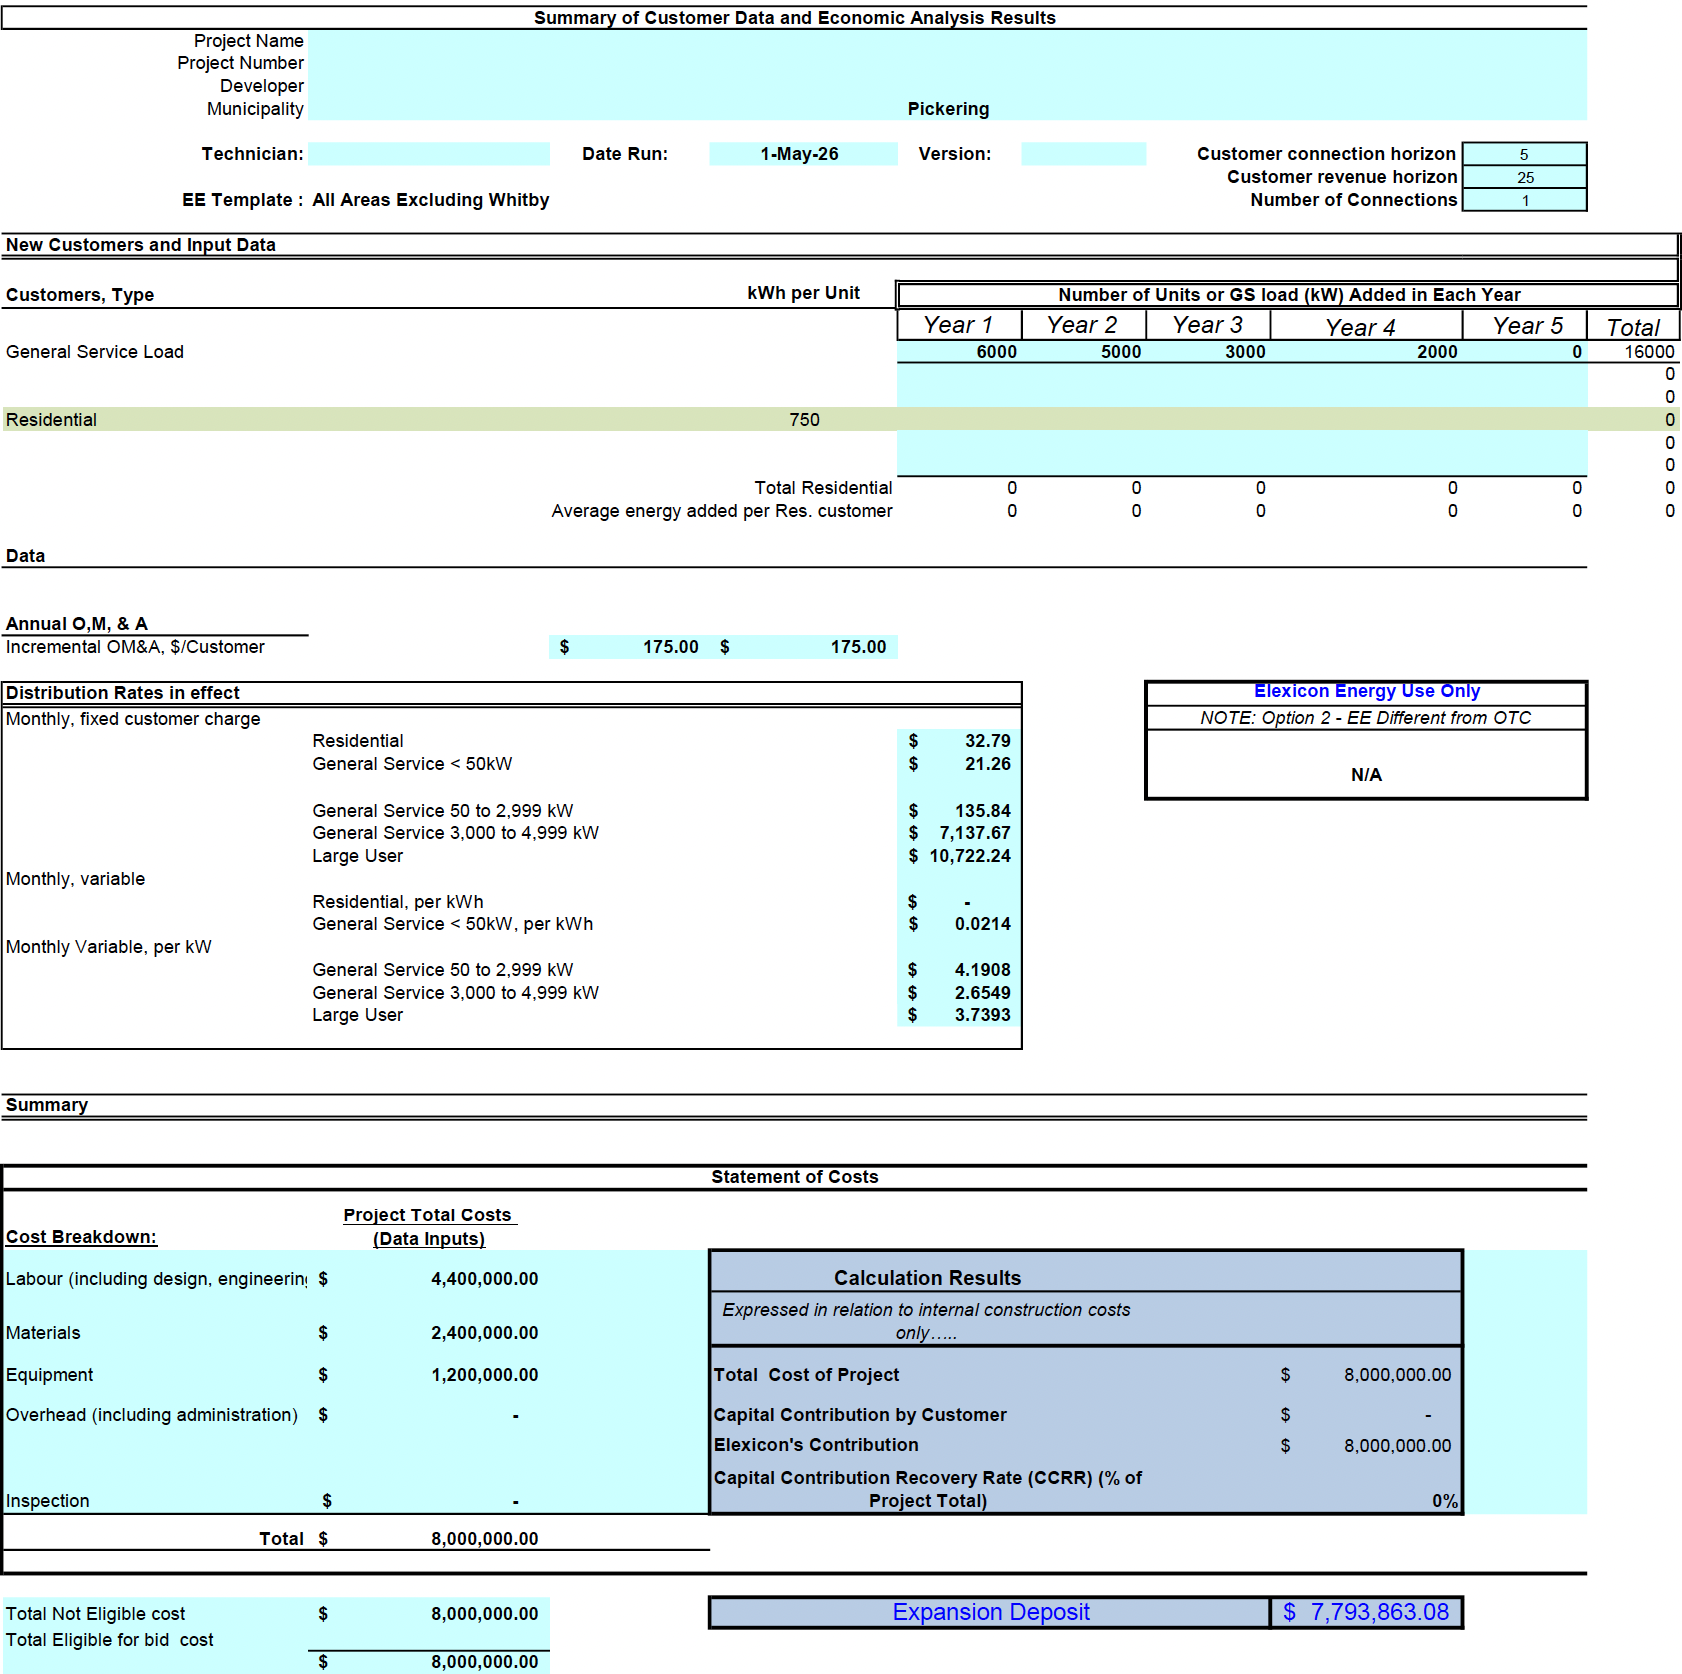 Summary of Customer Data and Economic Analysis Results
Project Name
Project Number
Developer
Municipality Pickering
Technician: Date Run: 1-May-26 Version: Customer connection horizon 5
Customer revenue horizon 25
EE Template : All Areas Excluding Whitby Number of Connections 1
New Customers and Input Data
Customers, Type kWh per Unit Number of Units or GS load (kW) Added in Each Year
Year 1 Year 2 Year 3 Year 4 Year 5 Total
General Service Load 6000 5000 3000 2000 0 16000
0
0
Residential 750 0
0
0
Total Residential 0 0 0 0 0 0
Average energy added per Res. customer 0 0 0 0 0 0
Data
Annual O,M, & A
Incremental OM&A, $/Customer $ 175.00 $ 175.00
Distribution Rates in effect Elexicon Energy Use Only
Monthly, fixed customer charge NOTE: Option 2 - EE Different from OTC
Residential $ 32.79
General Service < 50kW $ 21.26
N/A
General Service 50 to 2,999 kW $ 135.84
General Service 3,000 to 4,999 kW $ 7,137.67
Large User $ 10,722.24
Monthly, variable
Residential, per kWh $ -
General Service < 50kW, per kWh $ 0.0214
Monthly Variable, per kW
General Service 50 to 2,999 kW $ 4.1908
General Service 3,000 to 4,999 kW $ 2.6549
Large User $ 3.7393
Summary
Statement of Costs
Project Total Costs
Cost Breakdown: (Data Inputs)
Labour (including design, engineering $ 4,400,000.00 Calculation Results
Expressed in relation to internal construction costs
Materials $ 2,400,000.00 only…..
Equipment $ 1,200,000.00 Total Cost of Project $ 8,000,000.00
Overhead (including administration) $ - Capital Contribution by Customer $ -
Elexicon's Contribution $ 8,000,000.00
Capital Contribution Recovery Rate (CCRR) (% of
Inspection $ - Project Total) 0%
Total $ 8,000,000.00
Total Not Eligible cost $ 8,000,000.00 Expansion Deposit $ 7,793,863.08
Total Eligible for bid cost
$ 8,000,000.00